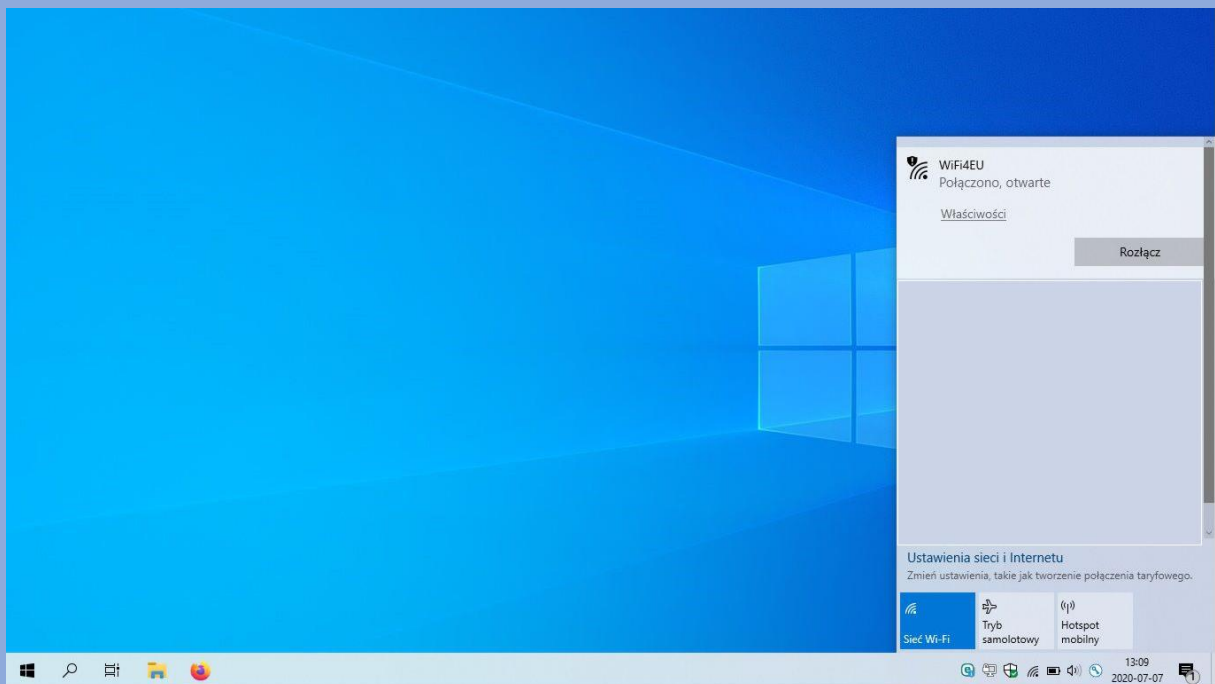 WiFi4EU
Połączono, otwarte
Właściwości
Rozłącz
Ustawienia sieci i Internetu
Zmień ustawienia, takie jak tworzenie połączenia taryfowego.
Sieć Wi-Fi
Tryb
samolotowy
Hotspot
mobilny
13:09
2020-07-07
1